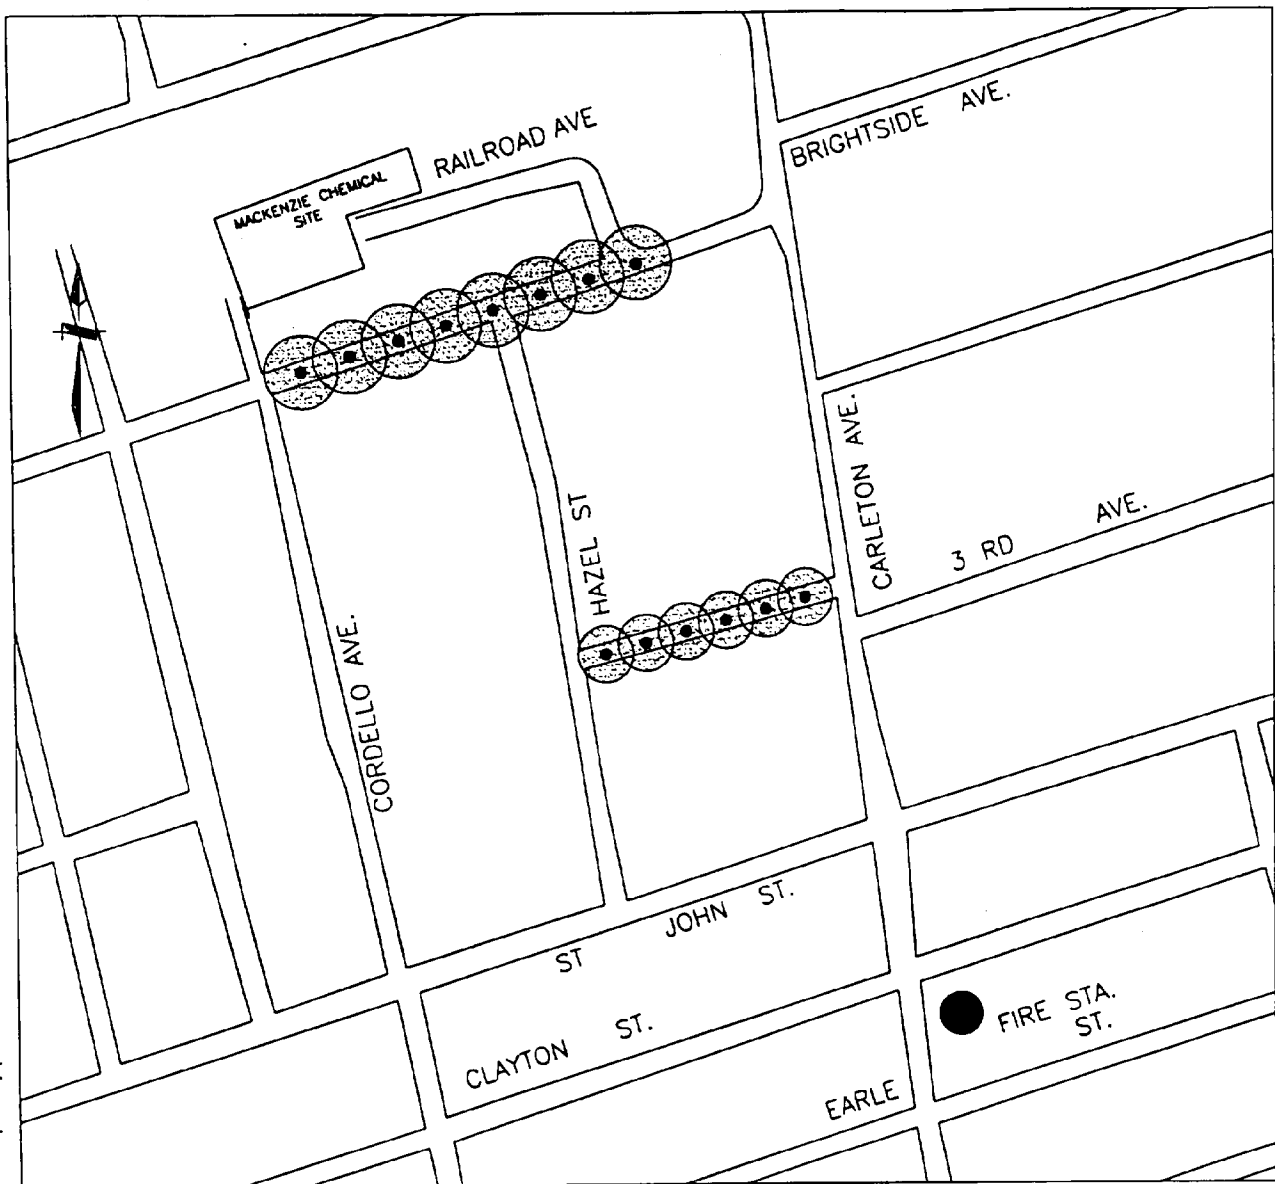 BRIGHTSIDE AVE.
RAILROAD AVE
MACKENZIE CHEMICAL
SITE
CARLETON AVE.
HAZEL ST
3 RD AVE.
CORDELLO AVE.
ST JOHN ST.
CLAYTON ST.
FIRE STA.
EARLE ST.